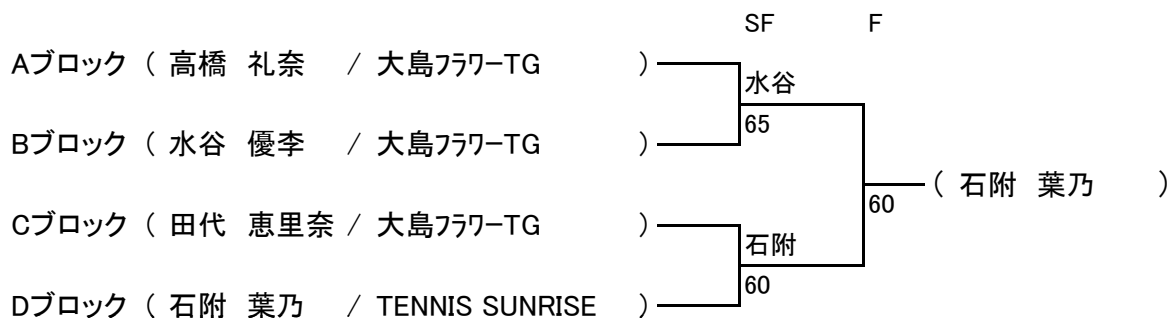 SF F
Aブロック ( 高橋 礼奈 / 大島フラワーTG )
水谷
65
Bブロック ( 水谷 優李 / 大島フラワーTG )
( 石附 葉乃 )
60
Cブロック ( 田代 恵里奈 / 大島フラワーTG )
石附
60
Dブロック ( 石附 葉乃 / TENNIS SUNRISE )